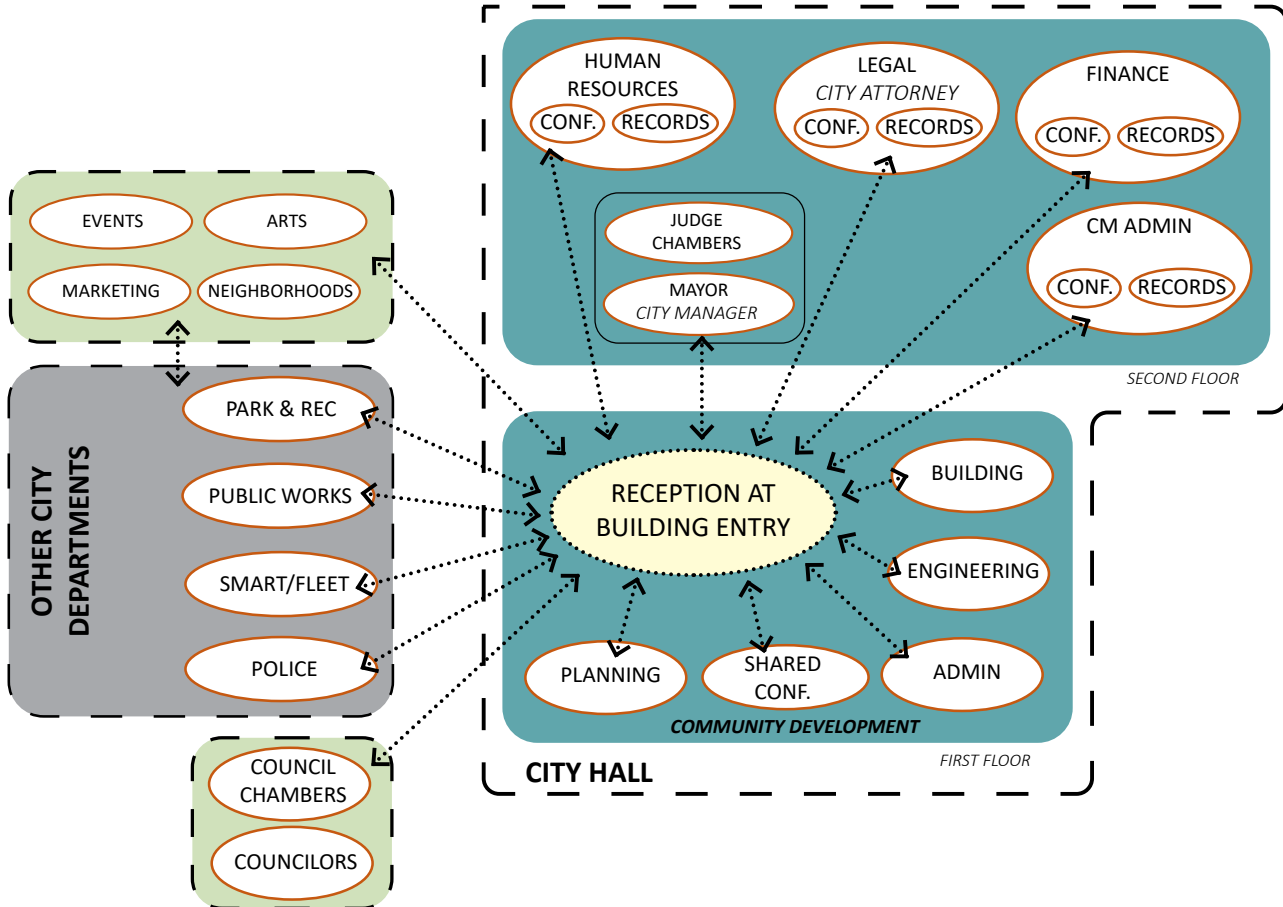 HUMAN
RESOURCES
CONF.
RECORDS
LEGAL
CITY ATTORNEY
CONF.
RECORDS
FINANCE
CONF.
RECORDS
JUDGE
CHAMBERS
MAYOR
CITY MANAGER
CM ADMIN
CONF.
RECORDS
SECOND FLOOR
EVENTS
ARTS
MARKETING
NEIGHBORHOODS
OTHER CITY
DEPARTMENTS
PARK & REC
PUBLIC WORKS
SMART/FLEET
POLICE
RECEPTION AT
BUILDING ENTRY
BUILDING
ENGINEERING
ADMIN
SHARED
CONF.
PLANNING
COMMUNITY DEVELOPMENT
FIRST FLOOR
CITY HALL
COUNCIL
CHAMBERS
COUNCILORS